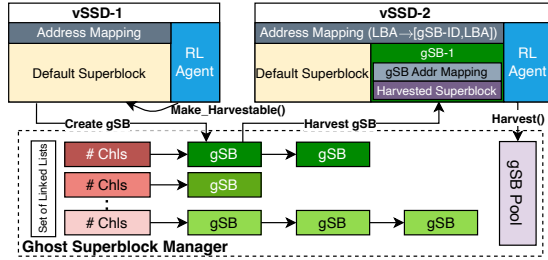 vSSD-1
Address Mapping
Default Superblock
RL
Agent
vSSD-2
Address Mapping (LBA→[gSB-ID,LBA])
Default Superblock
gSB-1
gSB Addr Mapping
Harvested Superblock
RL
Agent
Make_Harvestable()
Create gSB
Harvest gSB
Harvest()
Set of Linked Lists
# Chls
gSB
gSB
# Chls
gSB
# Chls
gSB
gSB
gSB
gSB Pool
Ghost Superblock Manager